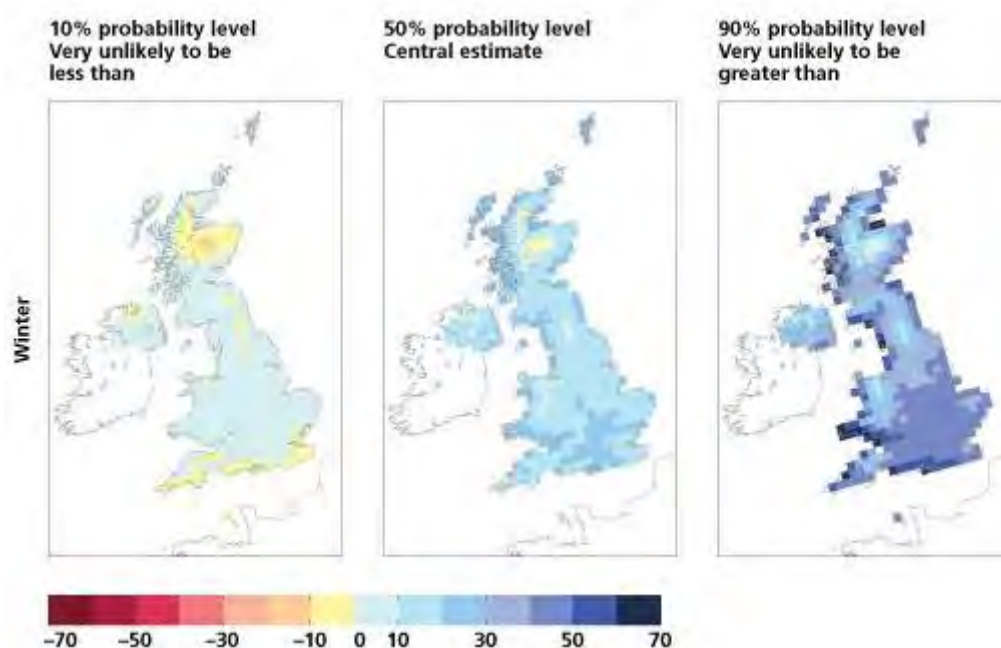 10% probability level
Very unlikely to be
less than
50% probability level
Central estimate
90% probability level
Very unlikely to be
greater than
Winter
–70 –50 –30 –10 0 10 30 50 70